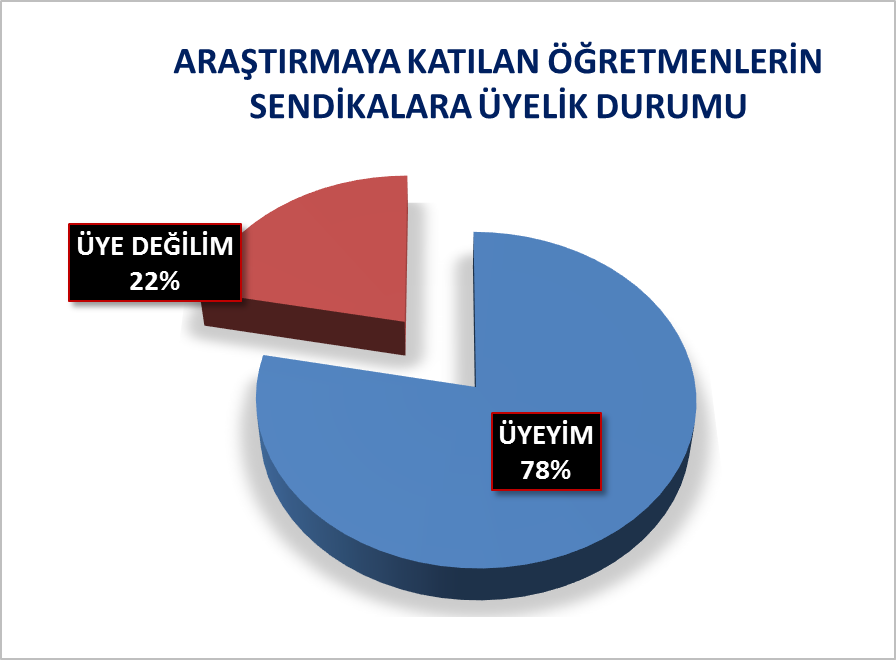 ARAŞTIRMAYA KATILAN ÖĞRETMENLERİN
SENDİKALARA ÜYELİK DURUMU
ÜYE DEĞİLİM
22%
ÜYEYİM
78%